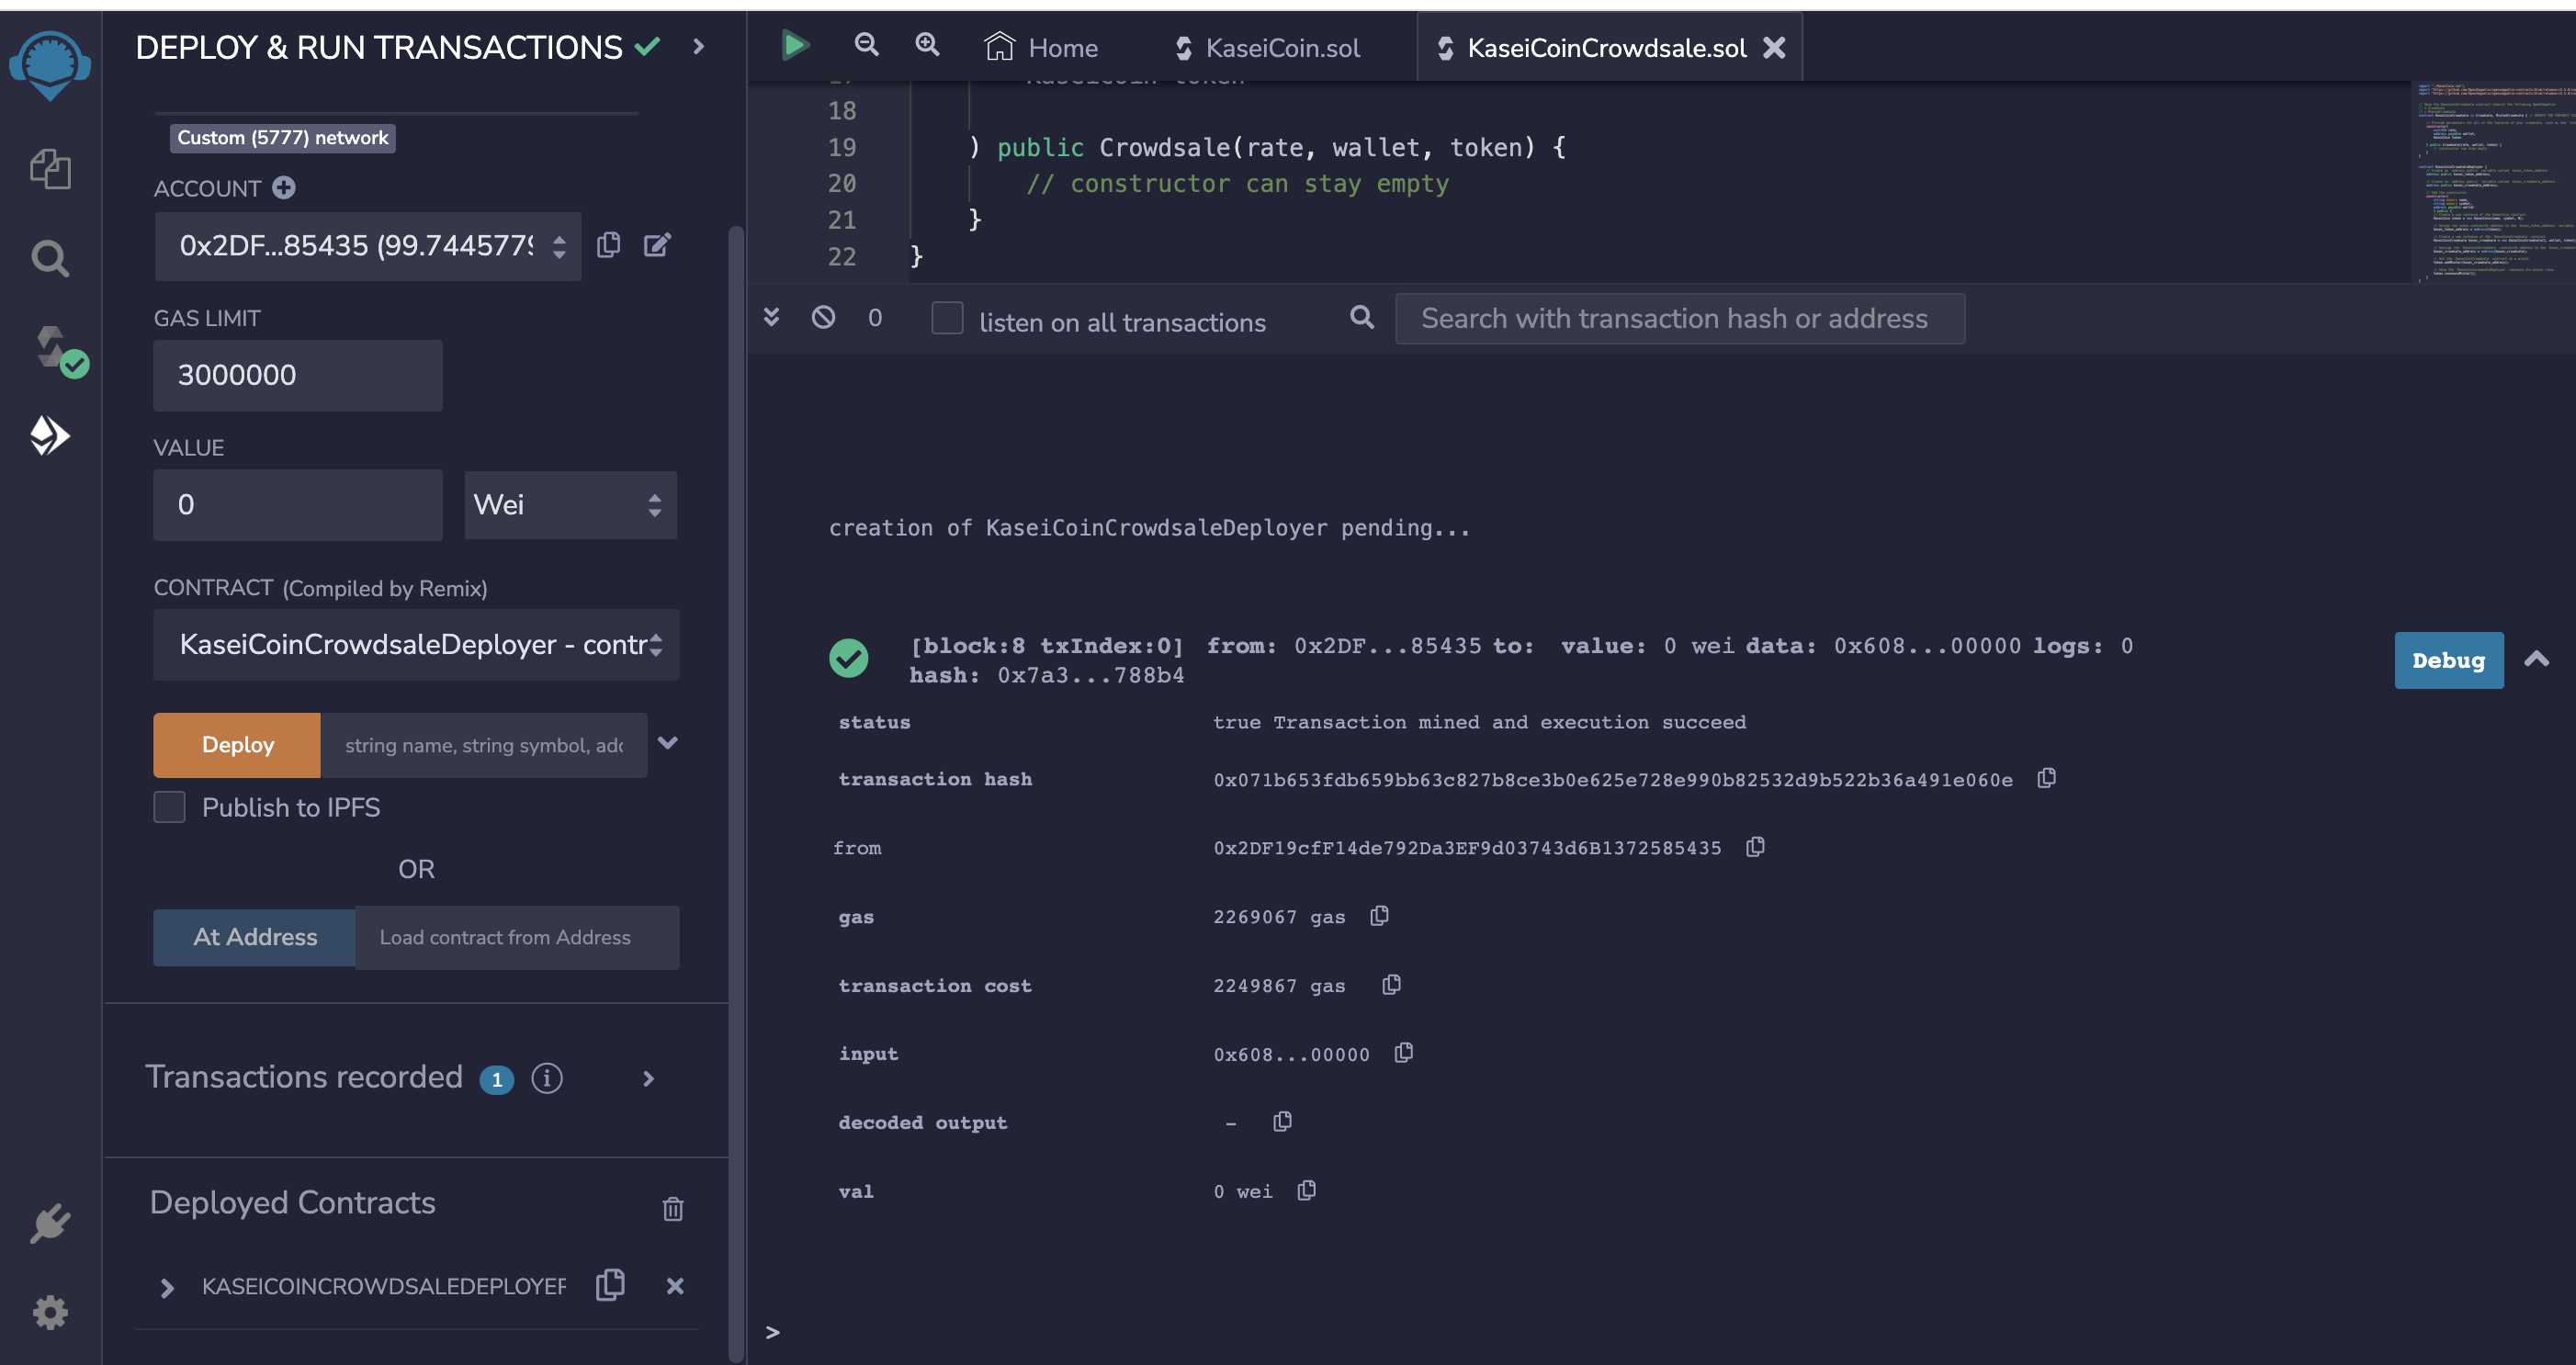 DEPLOY & RUN TRANSACTIONS
Custom (5777) network
ACCOUNT
0x2DF...85435 (99.7445779
GAS LIMIT
3000000
VALUE
0
Wei
CONTRACT (Compiled by Remix)
KaseiCoinCrowdsaleDeployer - contr
Deploy
string name, string symbol, add
Publish to IPFS
OR
At Address
Load contract from Address
Transactions recorded 1
Deployed Contracts
KASEICOINCROWDSALEDEPLOYER
Home
KaseiCoin.sol
KaseiCoinCrowdsale.sol
17 KaseiCoin token
18
19 ) public Crowdsale(rate, wallet, token) {
20 // constructor can stay empty
21 }
22 }
0
listen on all transactions
Search with transaction hash or address
creation of KaseiCoinCrowdsaleDeployer pending...
[block:8 txIndex:0] from: 0x2DF...85435 to: value: 0 wei data: 0x608...00000 logs: 0
hash: 0x7a3...788b4
Debug
status true Transaction mined and execution succeed
transaction hash 0x071b653fdb659bb63c827b8ce3b0e625e728e990b82532d9b522b36a491e060e
from 0x2DF19cfF14de792Da3EF9d03743d6B1372585435
gas 2269067 gas
transaction cost 2249867 gas
input 0x608...00000
decoded output -
val 0 wei
>